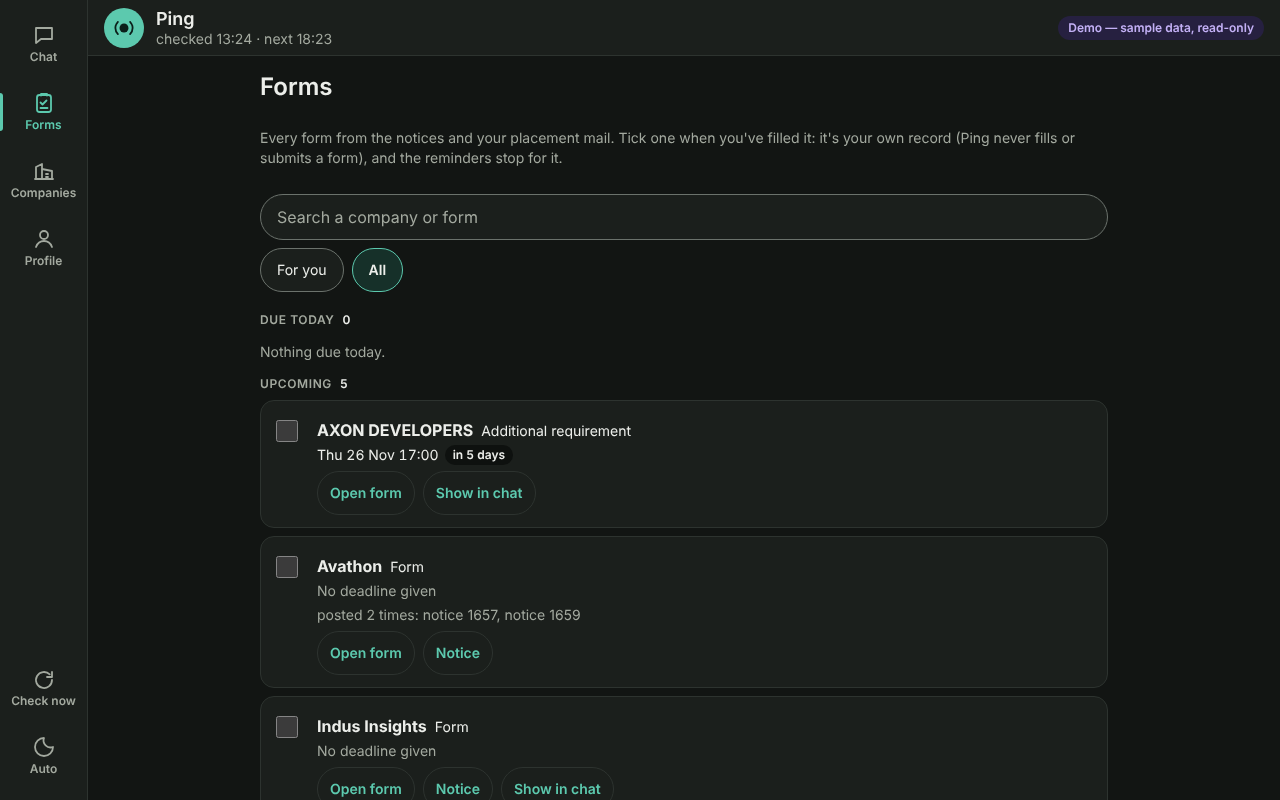 Ping
checked 13:24 · next 18:23
Demo — sample data, read-only
Chat
Forms
Companies
Profile
Check now
Auto
Forms
Every form from the notices and your placement mail. Tick one when you've filled it: it's your own record (Ping never fills or
submits a form), and the reminders stop for it.
Search a company or form
For you
All
DUE TODAY 0
Nothing due today.
UPCOMING 5
AXON DEVELOPERS Additional requirement
Thu 26 Nov 17:00 in 5 days
Open form Show in chat
Avathon Form
No deadline given
posted 2 times: notice 1657, notice 1659
Open form Notice
Indus Insights Form
No deadline given
Open form Notice Show in chat